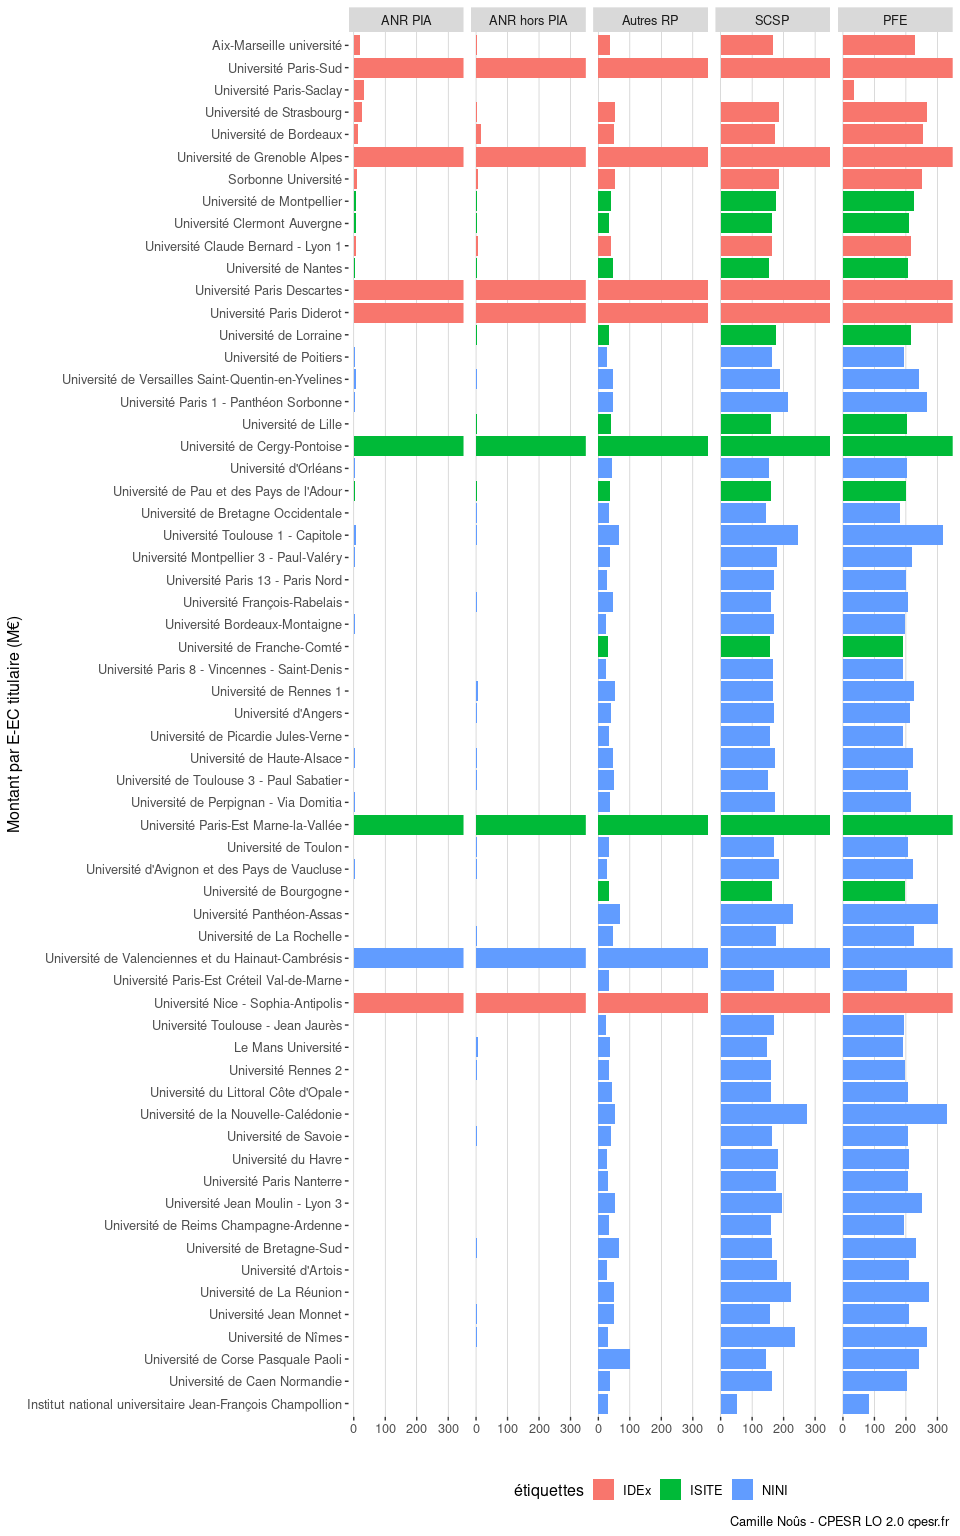 ANR PIA ANR hors PIA Autres RP SCSP PFE
Aix-Marseille université
Université Paris-Sud
Université Paris-Saclay
Université de Strasbourg
Université de Bordeaux
Université de Grenoble Alpes
Sorbonne Université
Université de Montpellier
Université Clermont Auvergne
Université Claude Bernard - Lyon 1
Université de Nantes
Université Paris Descartes
Université Paris Diderot
Université de Lorraine
Université de Poitiers
Université de Versailles Saint-Quentin-en-Yvelines
Université Paris 1 - Panthéon Sorbonne
Université de Lille
Université de Cergy-Pontoise
Université d'Orléans
Université de Pau et des Pays de l'Adour
Université de Bretagne Occidentale
Université Toulouse 1 - Capitole
Université Montpellier 3 - Paul-Valéry
Université Paris 13 - Paris Nord
Université François-Rabelais
Université Bordeaux-Montaigne
Université de Franche-Comté
Université Paris 8 - Vincennes - Saint-Denis
Université de Rennes 1
Université d'Angers
Université de Picardie Jules-Verne
Université de Haute-Alsace
Université de Toulouse 3 - Paul Sabatier
Université de Perpignan - Via Domitia
Université Paris-Est Marne-la-Vallée
Université de Toulon
Université d'Avignon et des Pays de Vaucluse
Université de Bourgogne
Université Panthéon-Assas
Université de La Rochelle
Université de Valenciennes et du Hainaut-Cambrésis
Université Paris-Est Créteil Val-de-Marne
Université Nice - Sophia-Antipolis
Université Toulouse - Jean Jaurès
Le Mans Université
Université Rennes 2
Université du Littoral Côte d'Opale
Université de la Nouvelle-Calédonie
Université de Savoie
Université du Havre
Université Paris Nanterre
Université Jean Moulin - Lyon 3
Université de Reims Champagne-Ardenne
Université de Bretagne-Sud
Université d'Artois
Université de La Réunion
Université Jean Monnet
Université de Nîmes
Université de Corse Pasquale Paoli
Université de Caen Normandie
Institut national universitaire Jean-François Champollion
Montant par E-EC titulaire (M€)
0 100 200 300 0 100 200 300 0 100 200 300 0 100 200 300 0 100 200 300
étiquettes IDEx ISITE NINI
Camille Noûs - CPESR LO 2.0 cpesr.fr